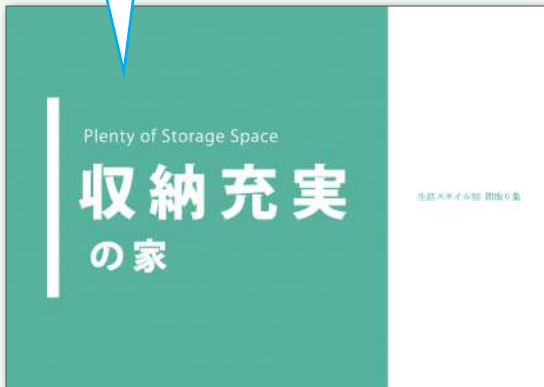 Plenty of Storage Space
収納充実
の家
生活スタイル別 間取り集